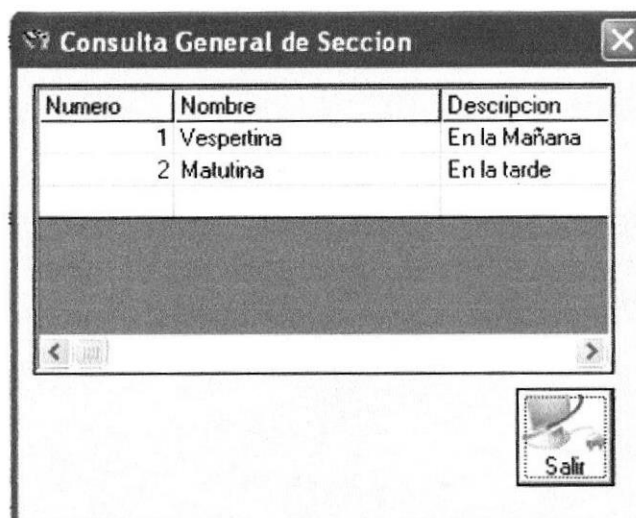 Consulta General de Seccion
Numero Nombre Descripcion
1 Vespertina En la Mañana
2 Matutina En la tarde
Salir